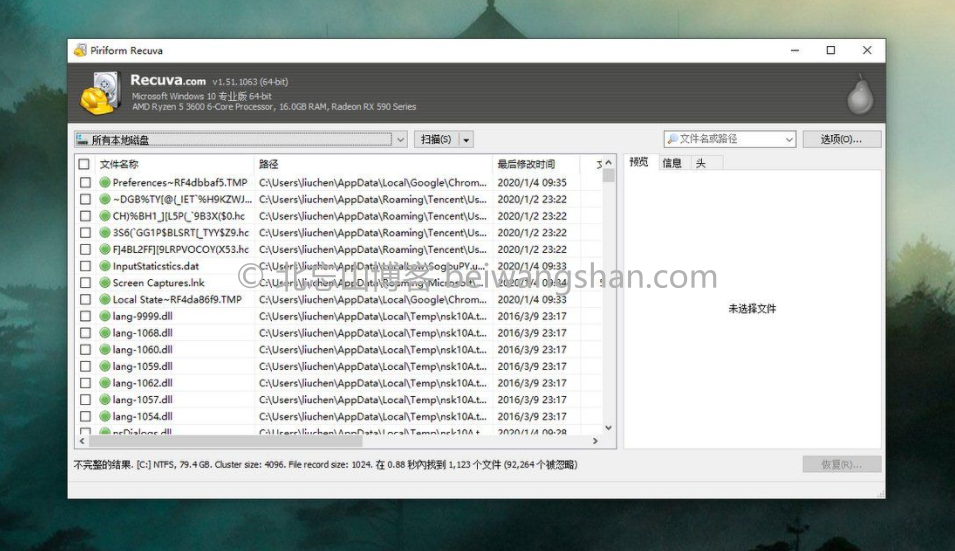 Piriform Recuva
Recuva.com v1.51.1063 (64-bit)
Microsoft Windows 10 专业版 64-bit
AMD Ryzen 5 3600 6-Core Processor, 16.0GB RAM, Radeon RX 590 Series
所有本地磁盘 扫描(S) 文件名或路径 选项(O)...
文件名称 路径 最后修改时间 预览 信息 头
Preferences~RF4dbbaf5.TMP C:\Users\liuchen\AppData\Local\Google\Chrom... 2020/1/4 09:35
~DGB%TY[@(_IET`%H9KZWJ... C:\Users\liuchen\AppData\Roaming\Tencent\Us... 2020/1/2 23:22
CH)%BH1_J[L5P(_`9B3X($0.hc C:\Users\liuchen\AppData\Roaming\Tencent\Us... 2020/1/2 23:22
3S6(`GG1P$BLSRT[_TYY$Z9.hc C:\Users\liuchen\AppData\Roaming\Tencent\Us... 2020/1/2 23:22
F]4BL2FF][9LRPVOCOY(X53.hc C:\Users\liuchen\AppData\Roaming\Tencent\Us... 2020/1/2 23:22
InputStaticstics.dat C:\Users\liuchen\AppData\LocalLow\SogouPY.u... 2020/1/4 09:33
©北忘山博客 beiwangshan.com
Screen Captures.lnk C:\Users\liuchen\AppData\Roaming\Microsoft\... 2020/1/4 09:34
Local State~RF4da86f9.TMP C:\Users\liuchen\AppData\Local\Google\Chrom... 2020/1/4 09:33
lang-9999.dll C:\Users\liuchen\AppData\Local\Temp\nsk10A.t... 2016/3/9 23:17
未选择文件
lang-1068.dll C:\Users\liuchen\AppData\Local\Temp\nsk10A.t... 2016/3/9 23:17
lang-1060.dll C:\Users\liuchen\AppData\Local\Temp\nsk10A.t... 2016/3/9 23:17
lang-1059.dll C:\Users\liuchen\AppData\Local\Temp\nsk10A.t... 2016/3/9 23:17
lang-1062.dll C:\Users\liuchen\AppData\Local\Temp\nsk10A.t... 2016/3/9 23:17
lang-1057.dll C:\Users\liuchen\AppData\Local\Temp\nsk10A.t... 2016/3/9 23:17
lang-1054.dll C:\Users\liuchen\AppData\Local\Temp\nsk10A.t... 2016/3/9 23:17
nsDialogs.dll C:\Users\liuchen\AppData\Local\Temp\nsk10A.t... 2020/1/4 09:28
不完整的结果. [C:] NTFS, 79.4 GB. Cluster size: 4096. File record size: 1024. 在 0.88 秒内找到 1,123 个文件 (92,264 个被忽略)
恢复(R)...